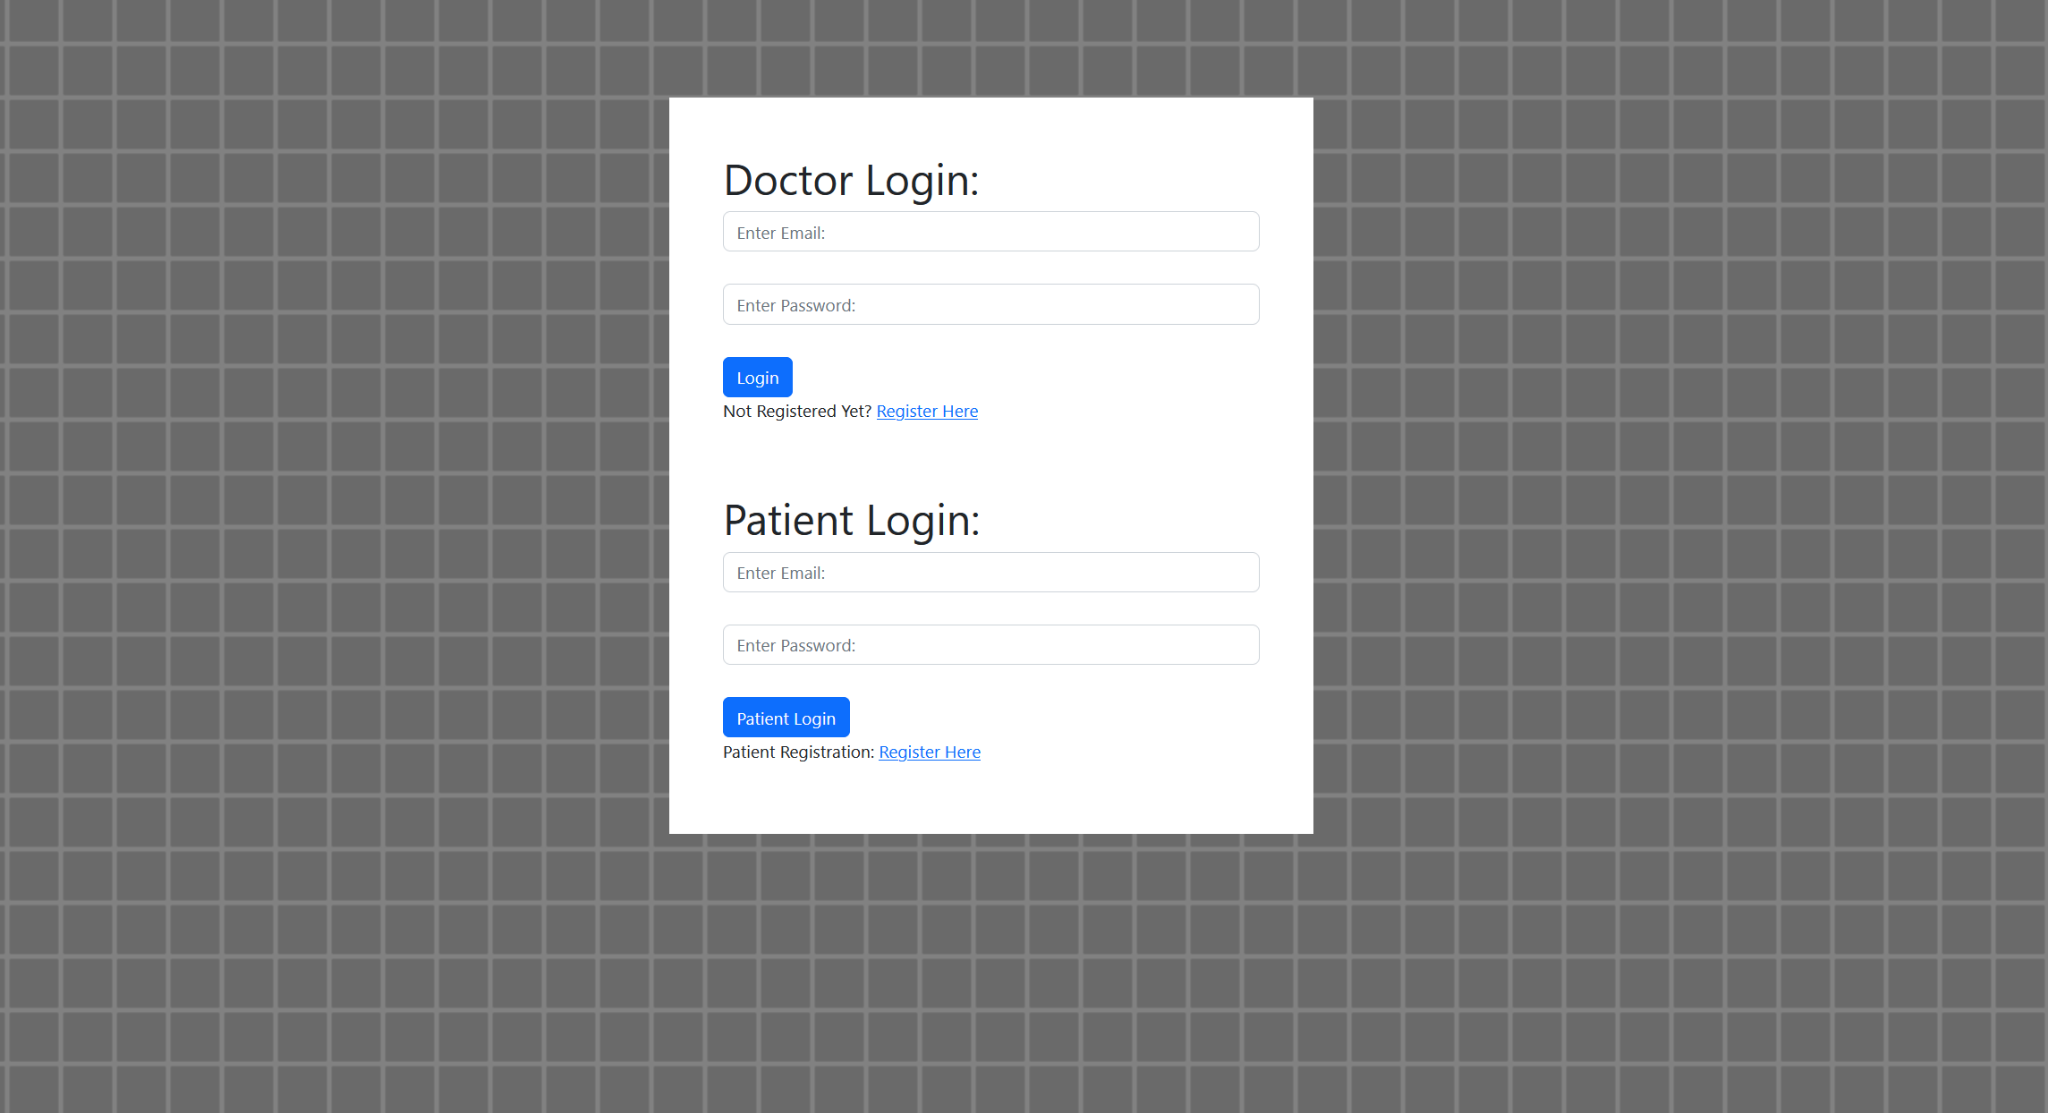 Doctor Login:
Enter Email:
Enter Password:
Login
Not Registered Yet? Register Here
Patient Login:
Enter Email:
Enter Password:
Patient Login
Patient Registration: Register Here